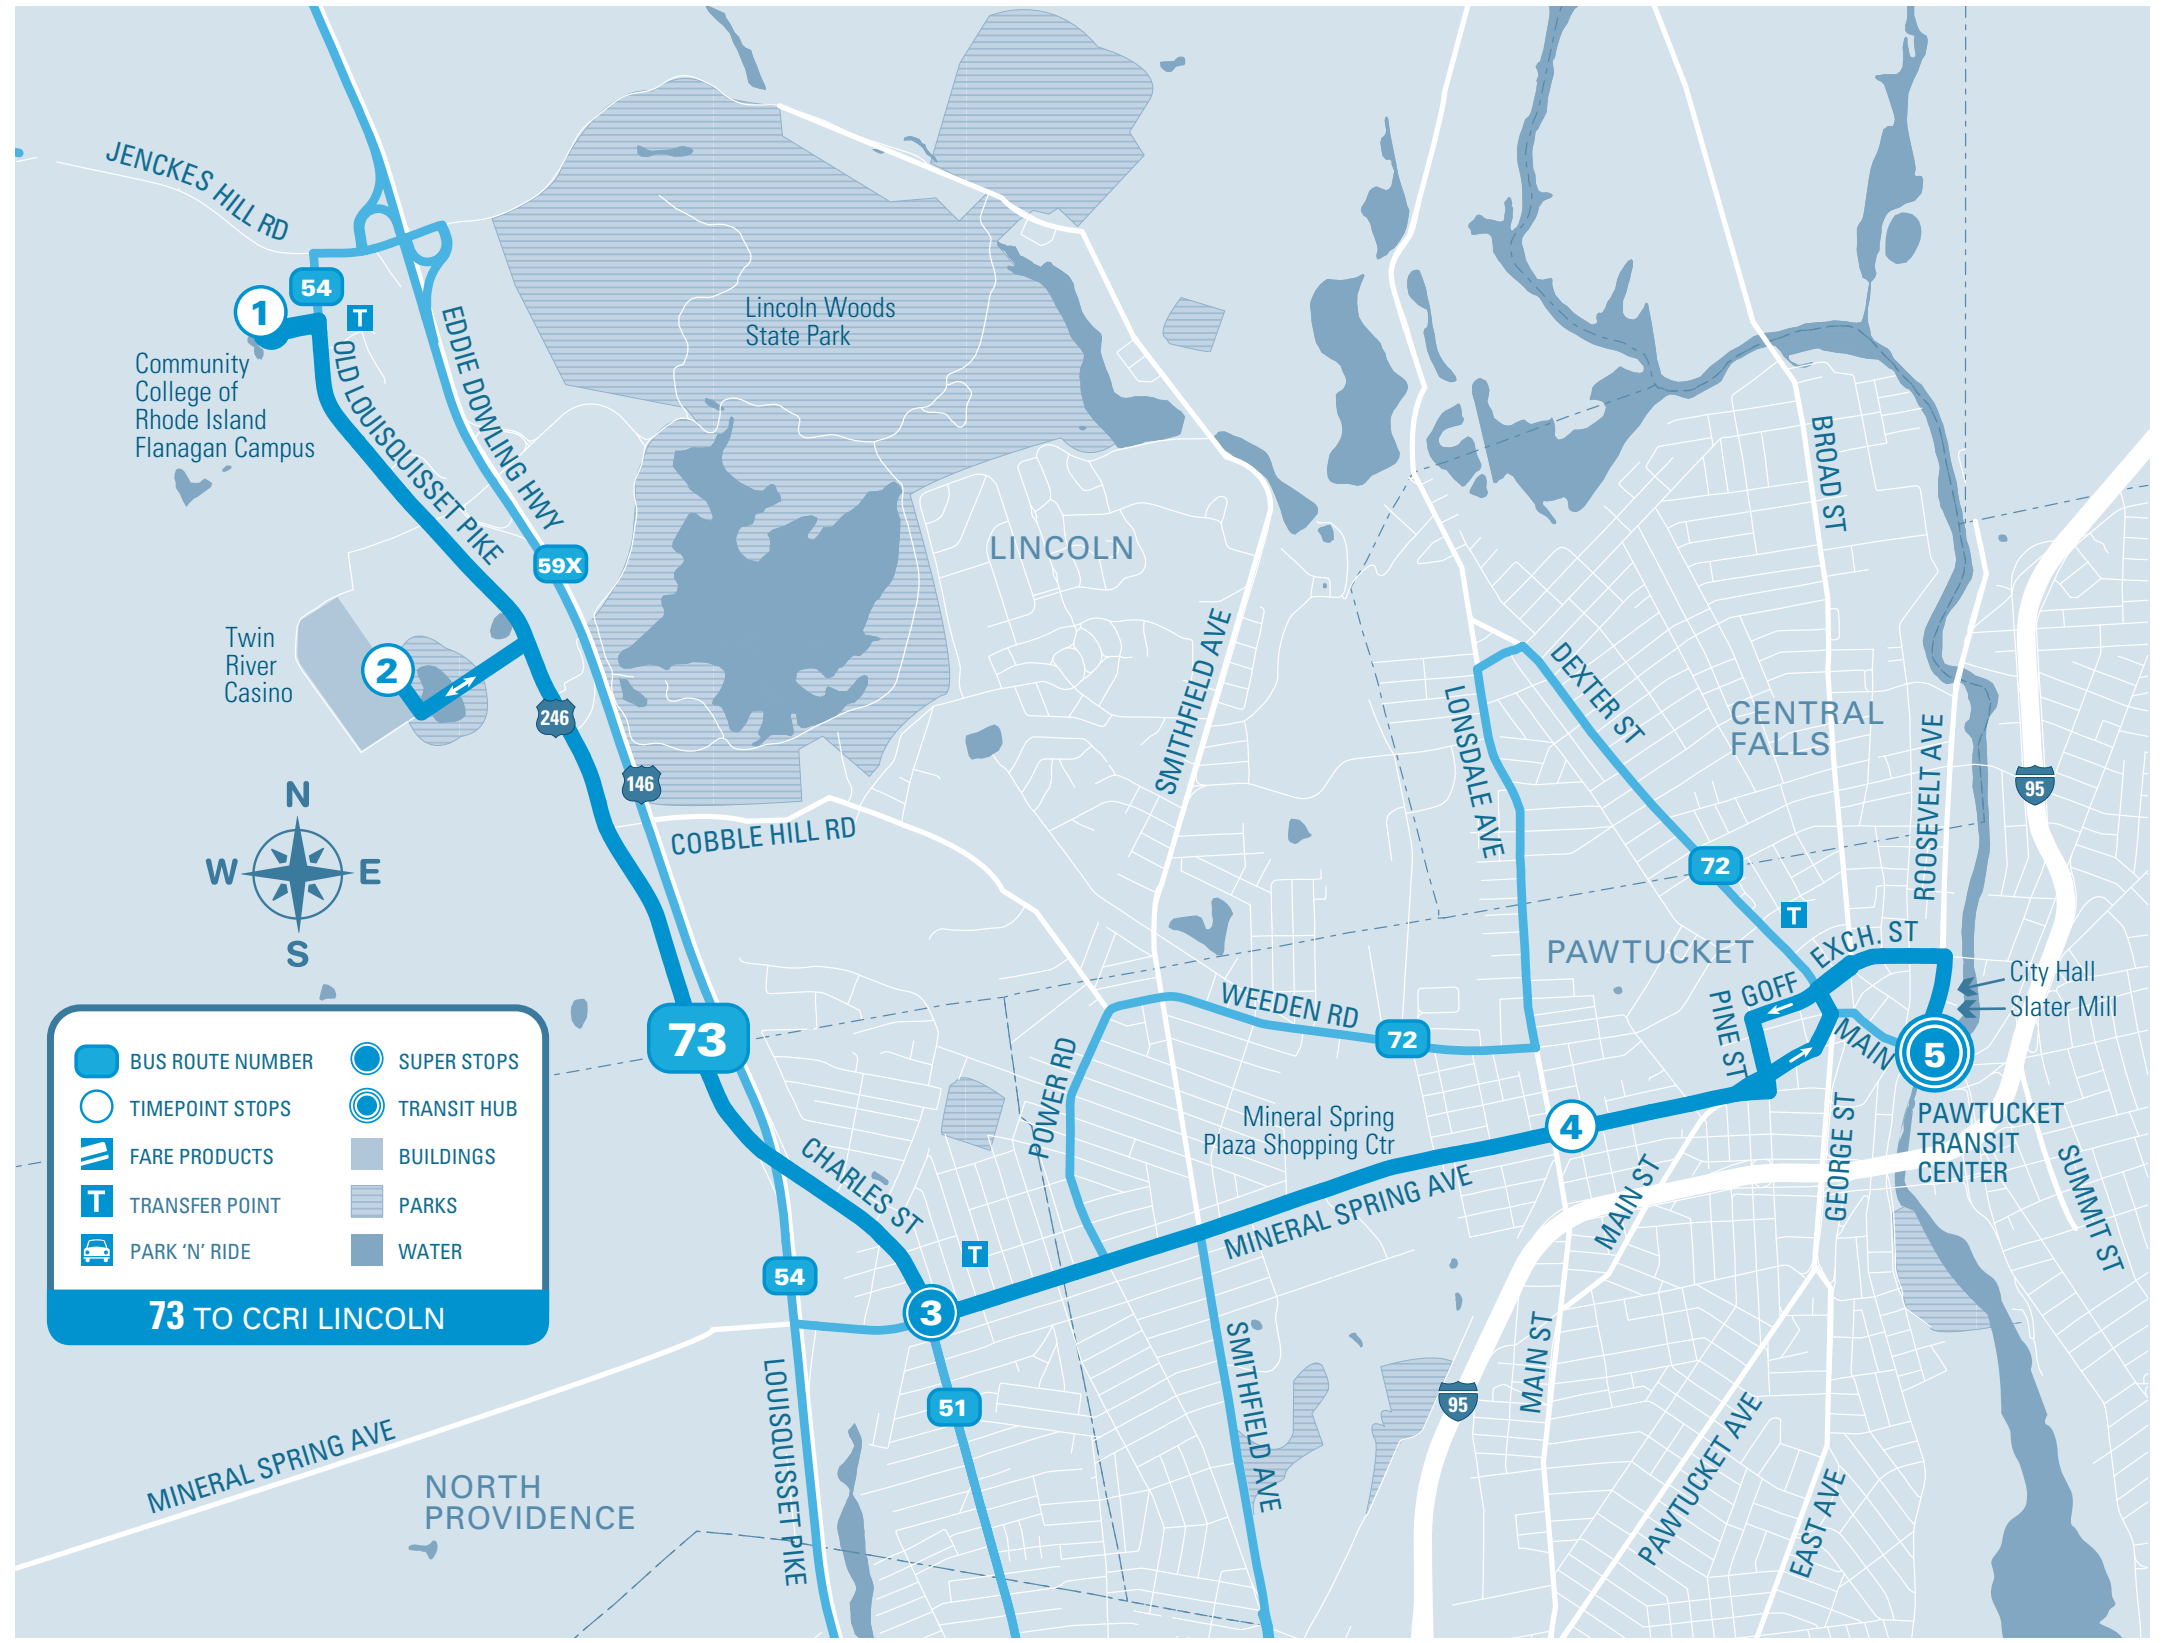 JENCKES HILL RD
54
1
T
Community
College of
Rhode Island
Flanagan Campus
OLD LOUISQUISSET PIKE
EDDIE DOWLING HWY
Lincoln Woods
State Park
59X
LINCOLN
BROAD ST
Twin
River
Casino
2
246
146
COBBLE HILL RD
SMITHFIELD AVE
LONSDALE AVE
DEXTER ST
CENTRAL
FALLS
ROOSEVELT AVE
95
72
T
N
W
E
S
PAWTUCKET
EXCH. ST
GOFF
PINE ST
MAIN
City Hall
Slater Mill
5
PAWTUCKET
TRANSIT
CENTER
WEEDEN RD
72
POWER RD
73
Mineral Spring
Plaza Shopping Ctr
4
MINERAL SPRING AVE
MAIN ST
GEORGE ST
SUMMIT ST
CHARLES ST
T
3
54
51
BUS ROUTE NUMBER
SUPER STOPS
TIMEPOINT STOPS
TRANSIT HUB
FARE PRODUCTS
BUILDINGS
T
TRANSFER POINT
PARKS
PARK ‘N’ RIDE
WATER
73 TO CCRI LINCOLN
MINERAL SPRING AVE
NORTH
PROVIDENCE
LOUISQUISSET PIKE
SMITHFIELD AVE
95
MAIN ST
PAWTUCKET AVE
EAST AVE